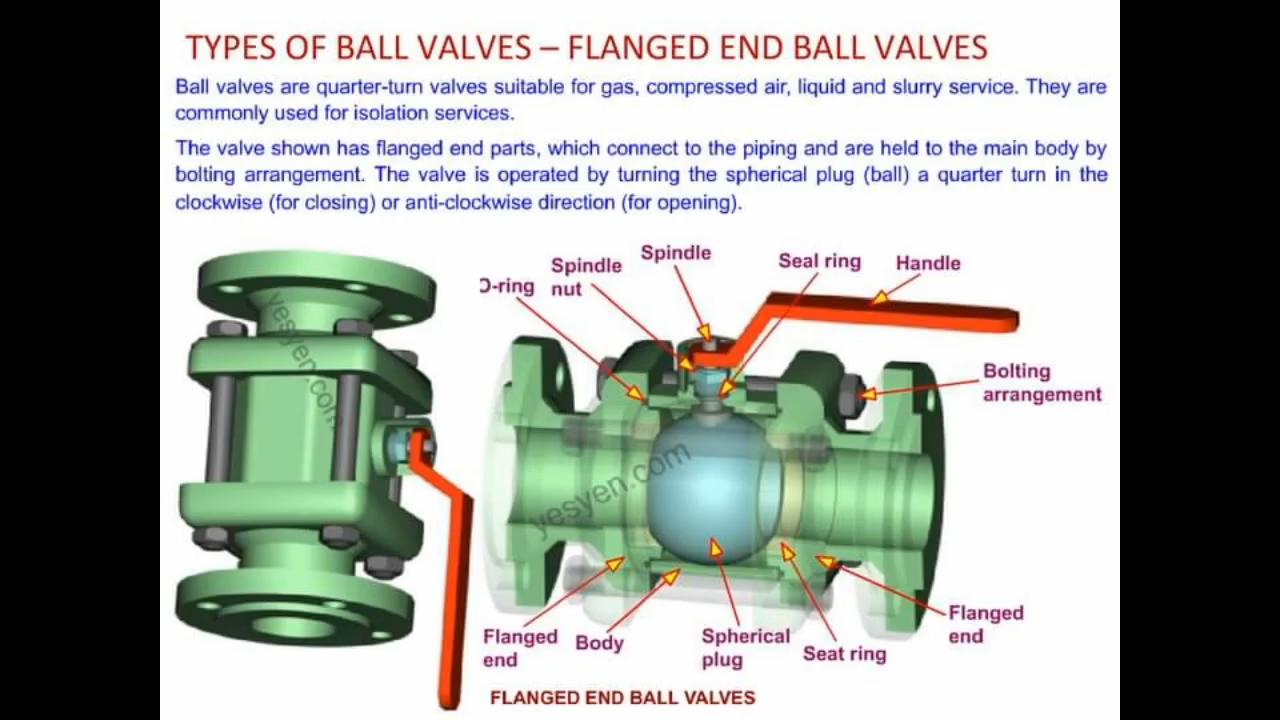 TYPES OF BALL VALVES – FLANGED END BALL VALVES
Ball valves are quarter-turn valves suitable for gas, compressed air, liquid and slurry service. They are
commonly used for isolation services.
The valve shown has flanged end parts, which connect to the piping and are held to the main body by
bolting arrangement. The valve is operated by turning the spherical plug (ball) a quarter turn in the
clockwise (for closing) or anti-clockwise direction (for opening).
Spindle
Seal ring
Handle
Spindle
nut
O-ring
yesyen.com
Bolting
arrangement
yesyen.com
Flanged
end
Body
Spherical
plug
Seat ring
Flanged
end
FLANGED END BALL VALVES